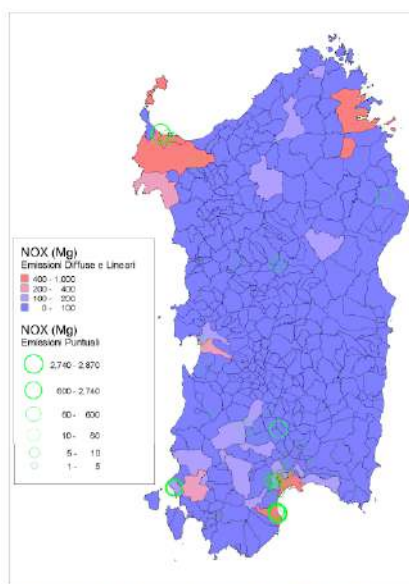 NOX (Mg)
Emissioni Diffuse e Lineari
400 - 1.000
200 - 400
100 - 200
0 - 100
NOX (Mg)
Emissioni Puntuali
2,740 - 2,870
600 - 2,740
60 - 600
10 - 60
5 - 10
1 - 5